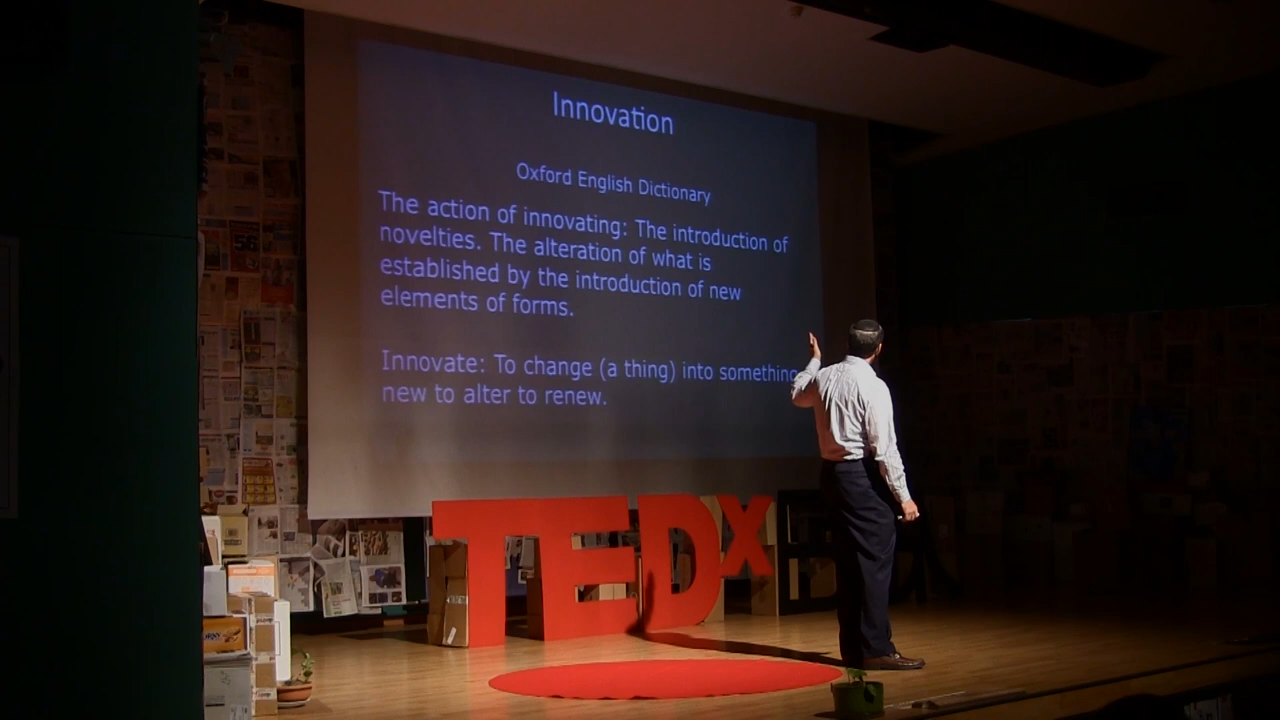 Innovation
Oxford English Dictionary
The action of innovating: The introduction of
novelties. The alteration of what is
established by the introduction of new
elements of forms.
Innovate: To change (a thing) into something
new to alter to renew.
TEDx